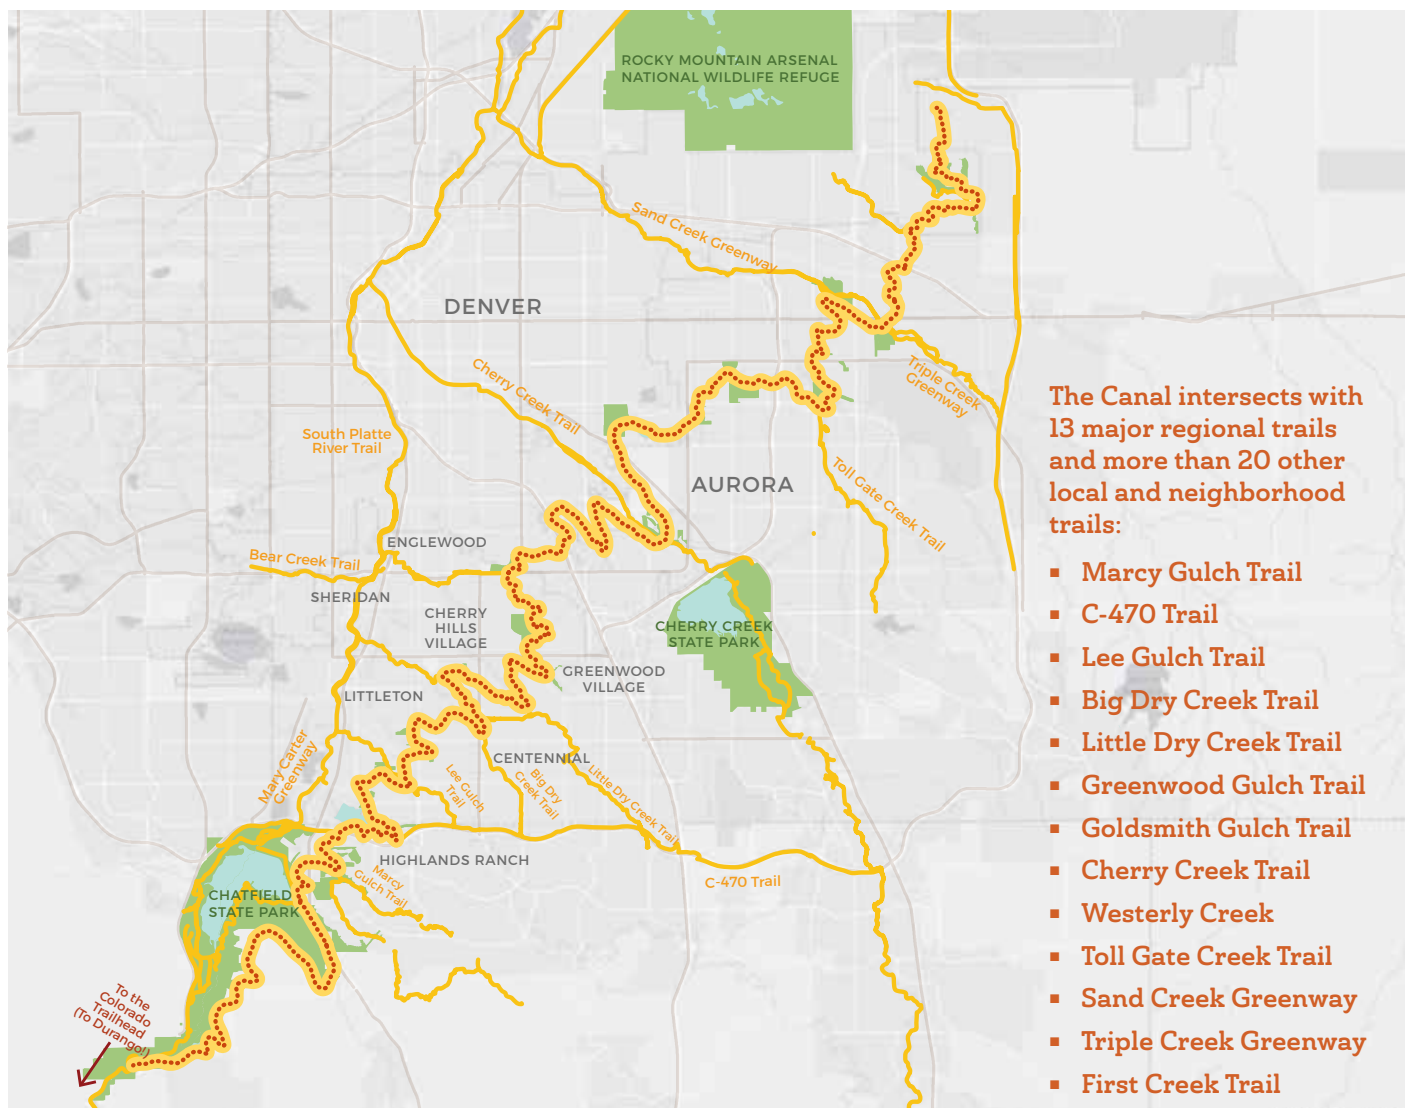 ROCKY MOUNTAIN ARSENAL
NATIONAL WILDLIFE REFUGE
Sand Creek Greenway
DENVER
Cherry Creek Trail
Triple Creek
Greenway
South Platte
River Trail
AURORA
Toll Gate Creek Trail
ENGLEWOOD
Bear Creek Trail
SHERIDAN
CHERRY
HILLS
VILLAGE
CHERRY CREEK
STATE PARK
GREENWOOD
VILLAGE
LITTLETON
Mary Carter
Greenway
CENTENNIAL
Lee Gulch
Trail
Big Dry
Creek Trail
Little Dry Creek Trail
HIGHLANDS RANCH
Marcy
Gulch Trail
C-470 Trail
CHATFIELD
STATE PARK
To the
Colorado
Trailhead
(To Durango!)
The Canal intersects with
13 major regional trails
and more than 20 other
local and neighborhood
trails:
▪ Marcy Gulch Trail
▪ C-470 Trail
▪ Lee Gulch Trail
▪ Big Dry Creek Trail
▪ Little Dry Creek Trail
▪ Greenwood Gulch Trail
▪ Goldsmith Gulch Trail
▪ Cherry Creek Trail
▪ Westerly Creek
▪ Toll Gate Creek Trail
▪ Sand Creek Greenway
▪ Triple Creek Greenway
▪ First Creek Trail